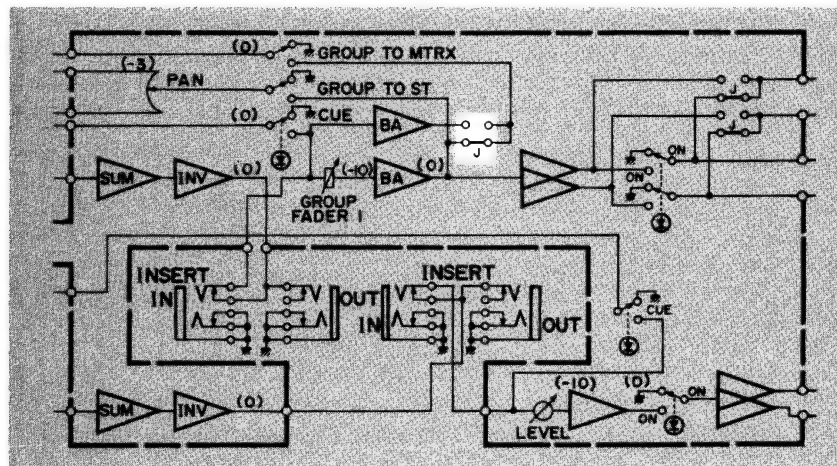 (0) GROUP TO MTRX
(-3) PAN GROUP TO ST
(0) CUE BA
J
J
J
SUM INV (0) (-10) BA (0)
GROUP
FADER 1
ON
ON
INSERT INSERT
IN OUT IN OUT
CUE
SUM INV (0)
(-10) (0) ON
ON
LEVEL